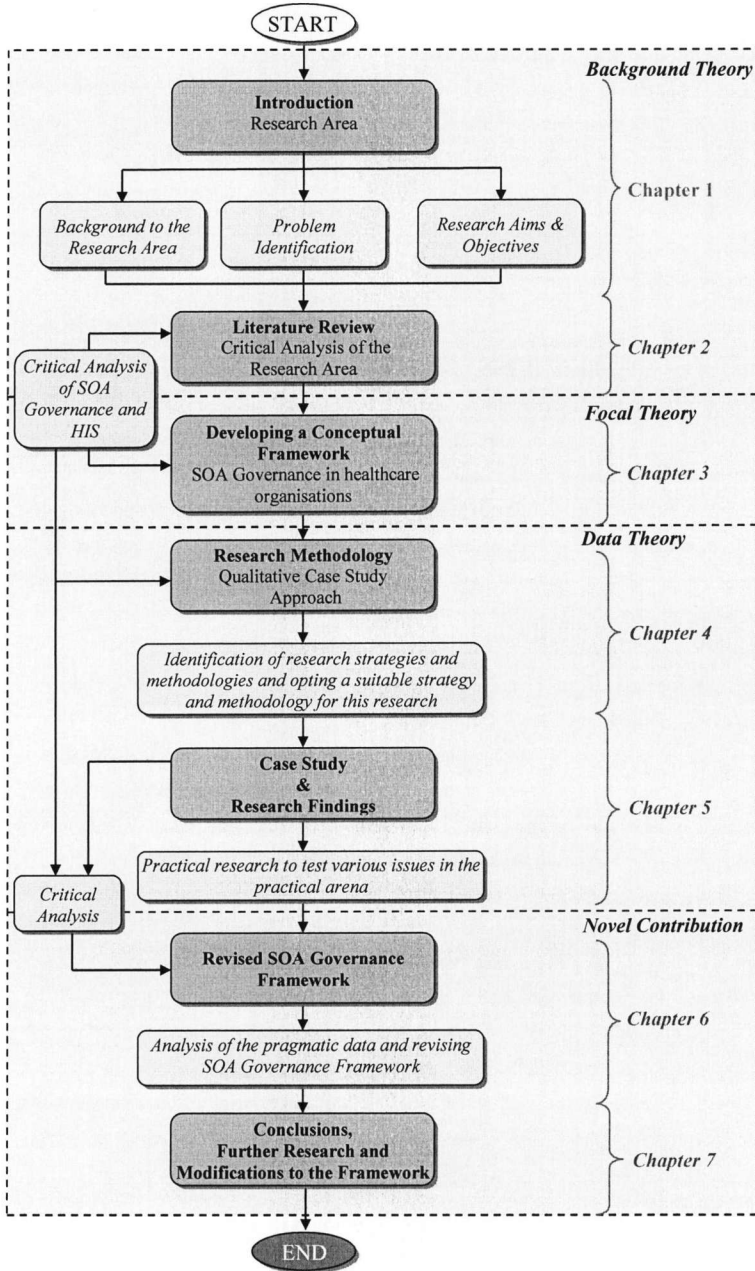 START
Background Theory
Introduction
Research Area
Chapter 1
Background to the
Research Area
Problem
Identification
Research Aims &
Objectives
Literature Review
Critical Analysis of the
Research Area
Chapter 2
Critical Analysis
of SOA
Governance and
HIS
Focal Theory
Developing a Conceptual
Framework
SOA Governance in healthcare
organisations
Chapter 3
Data Theory
Research Methodology
Qualitative Case Study
Approach
Chapter 4
Identification of research strategies and
methodologies and opting a suitable strategy
and methodology for this research
Case Study
&
Research Findings
Chapter 5
Practical research to test various issues in the
practical arena
Critical
Analysis
Novel Contribution
Revised SOA Governance
Framework
Chapter 6
Analysis of the pragmatic data and revising
SOA Governance Framework
Conclusions,
Further Research and
Modifications to the Framework
Chapter 7
END